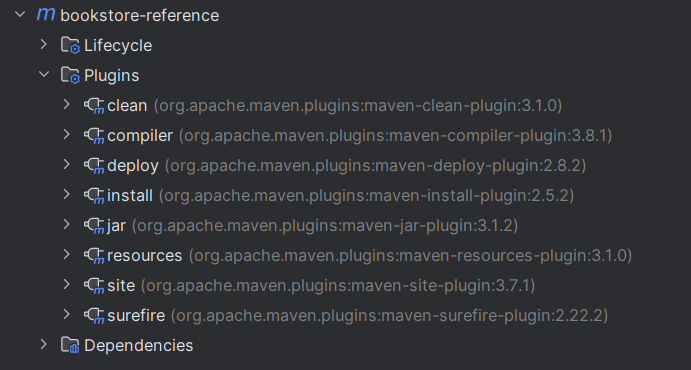 m bookstore-reference
Lifecycle
Plugins
clean (org.apache.maven.plugins:maven-clean-plugin:3.1.0)
compiler (org.apache.maven.plugins:maven-compiler-plugin:3.8.1)
deploy (org.apache.maven.plugins:maven-deploy-plugin:2.8.2)
install (org.apache.maven.plugins:maven-install-plugin:2.5.2)
jar (org.apache.maven.plugins:maven-jar-plugin:3.1.2)
resources (org.apache.maven.plugins:maven-resources-plugin:3.1.0)
site (org.apache.maven.plugins:maven-site-plugin:3.7.1)
surefire (org.apache.maven.plugins:maven-surefire-plugin:2.22.2)
Dependencies